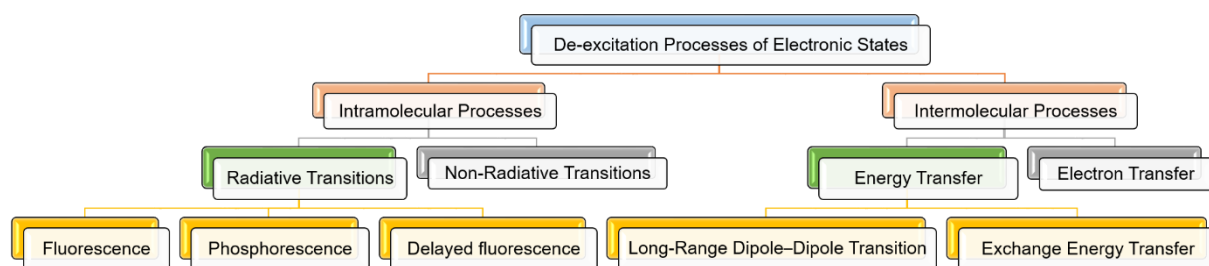 De-excitation Processes of Electronic States
Intramolecular Processes
Intermolecular Processes
Radiative Transitions
Non-Radiative Transitions
Energy Transfer
Electron Transfer
Fluorescence
Phosphorescence
Delayed fluorescence
Long-Range Dipole–Dipole Transition
Exchange Energy Transfer